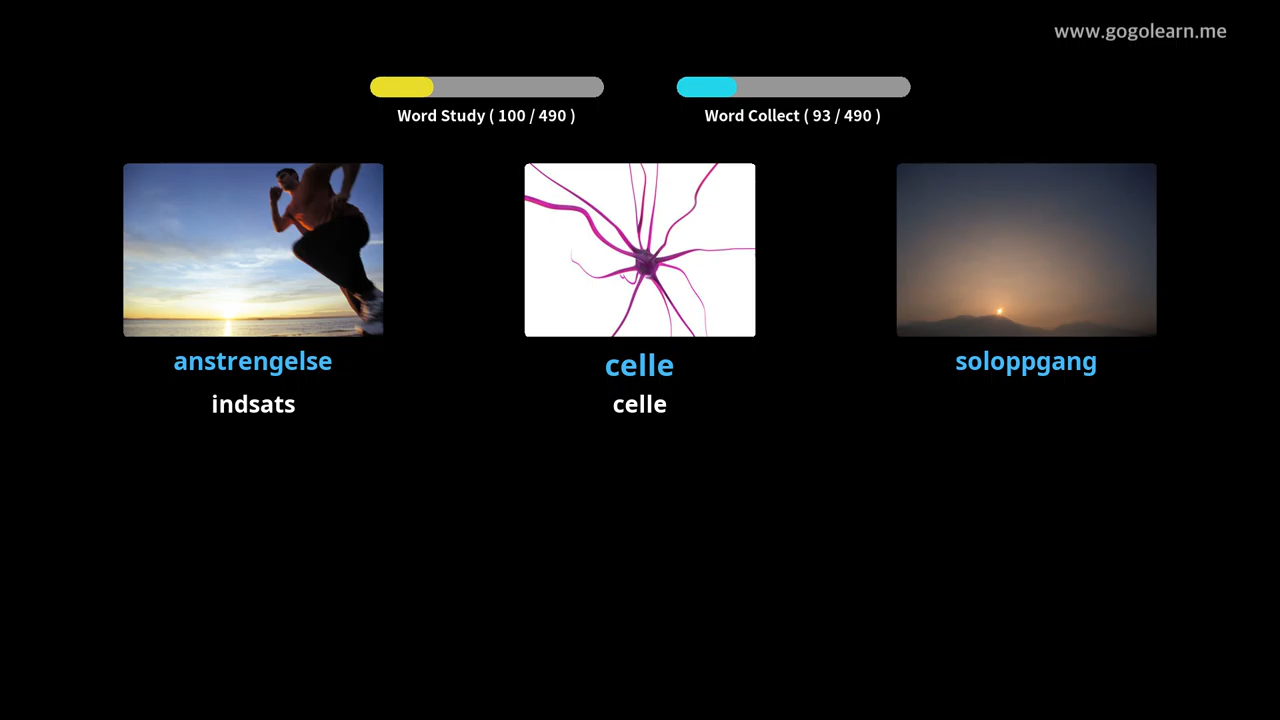 www.gogolearn.me
Word Study ( 100 / 490 )
Word Collect ( 93 / 490 )
anstrengelse
celle
soloppgang
indsats
celle